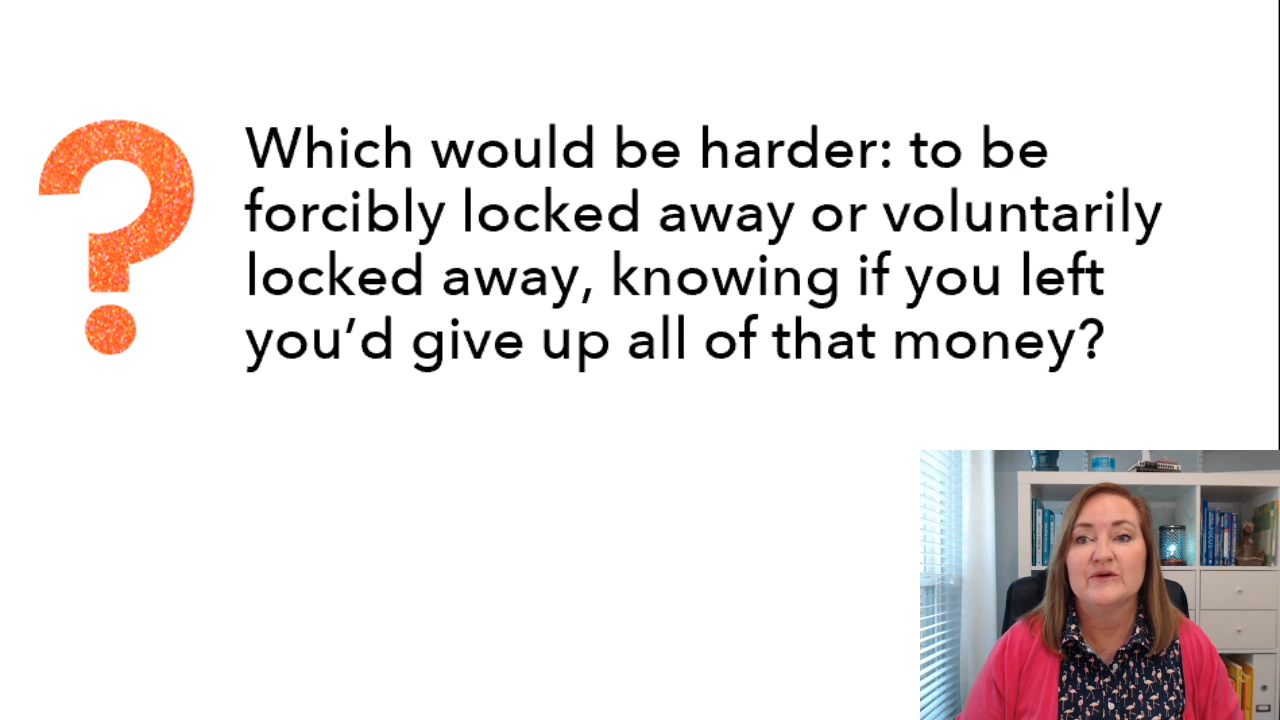 ?
Which would be harder: to be
forcibly locked away or voluntarily
locked away, knowing if you left
you’d give up all of that money?